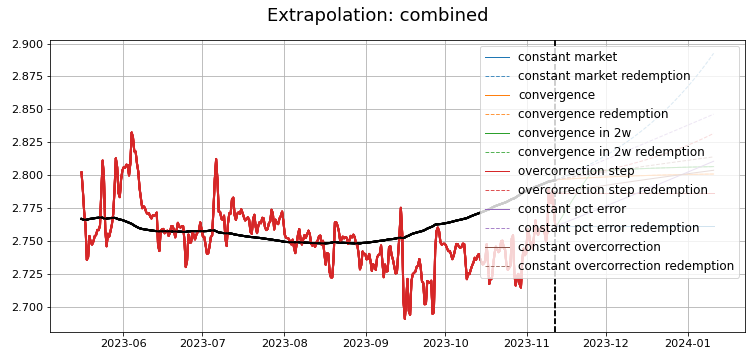 Extrapolation: combined
2.900
2.875
2.850
2.825
2.800
2.775
2.750
2.725
2.700
constant market
constant market redemption
convergence
convergence redemption
convergence in 2w
convergence in 2w redemption
overcorrection step
overcorrection step redemption
constant pct error
constant pct error redemption
constant overcorrection
constant overcorrection redemption
2023-06 2023-07 2023-08 2023-09 2023-10 2023-11 2023-12 2024-01